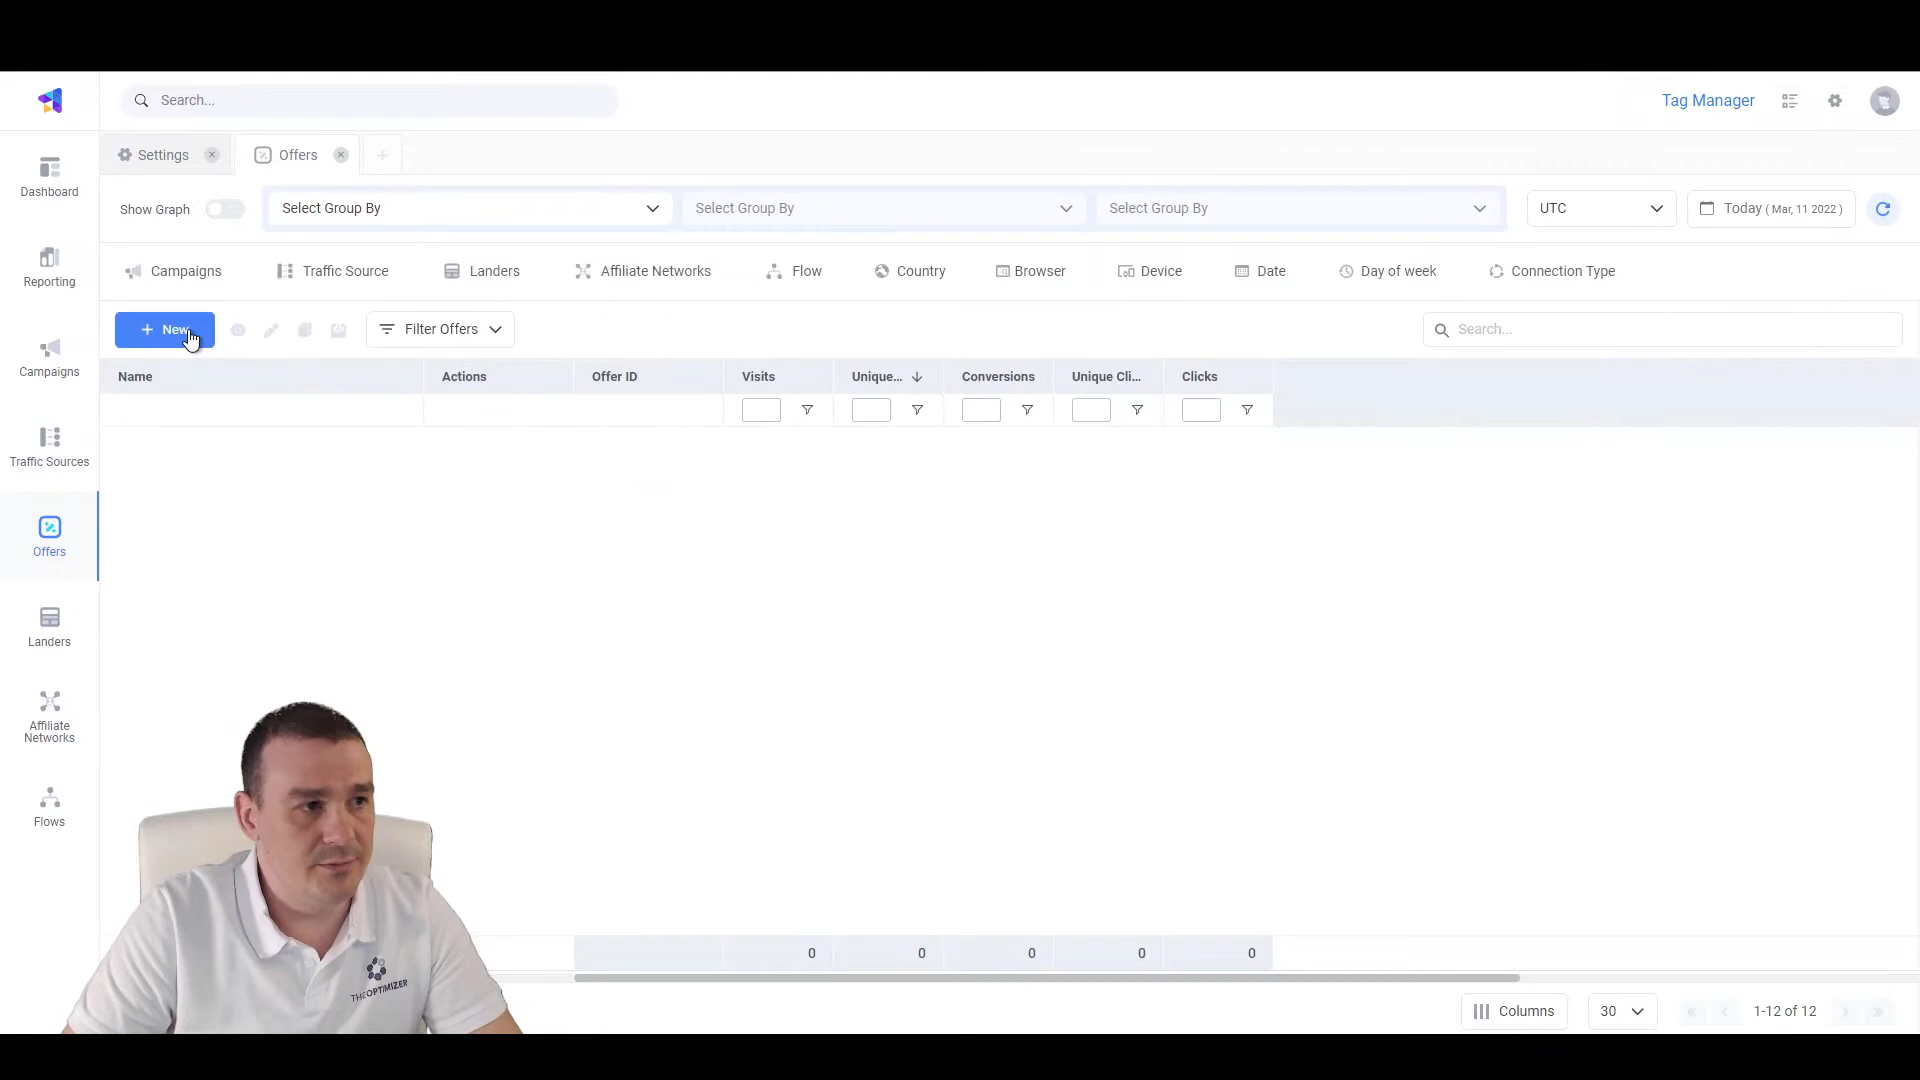 Search...
Tag Manager
Settings
Offers
Show Graph
Select Group By
Select Group By
Select Group By
UTC
Today ( Mar, 11 2022 )
Campaigns
Traffic Source
Landers
Affiliate Networks
Flow
Country
Browser
Device
Date
Day of week
Connection Type
+ New
Filter Offers
Search...
Name
Actions
Offer ID
Visits
Unique...
Conversions
Unique Cli...
Clicks
Dashboard
Reporting
Campaigns
Traffic Sources
Offers
Landers
Affiliate
Networks
Flows
0
0
0
0
0
THEOPTIMIZER
Columns
30
1-12 of 12